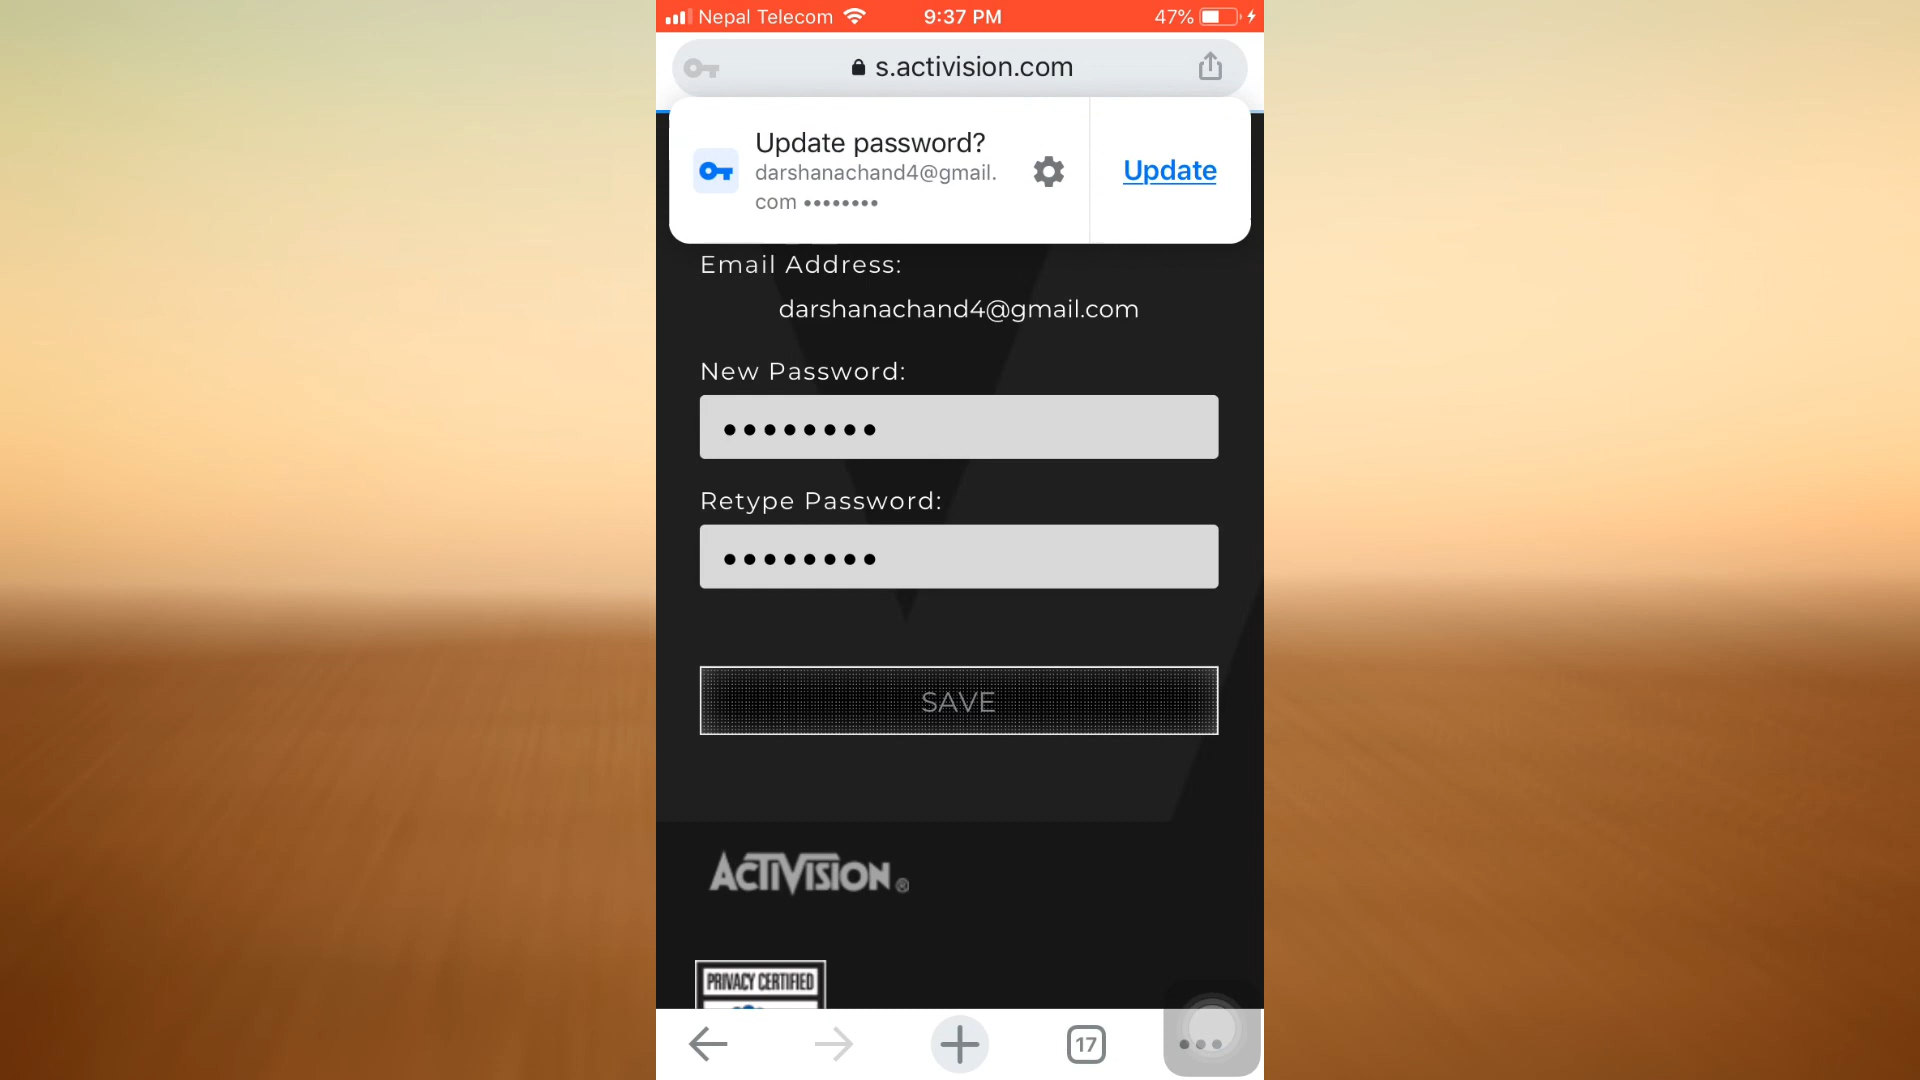 Nepal Telecom 9:37 PM 47%
s.activision.com
Update password?
darshanachand4@gmail.
com ••••••••
Update
Email Address:
darshanachand4@gmail.com
New Password:
••••••••
Retype Password:
••••••••
SAVE
ACTIVISION®
PRIVACY CERTIFIED
17